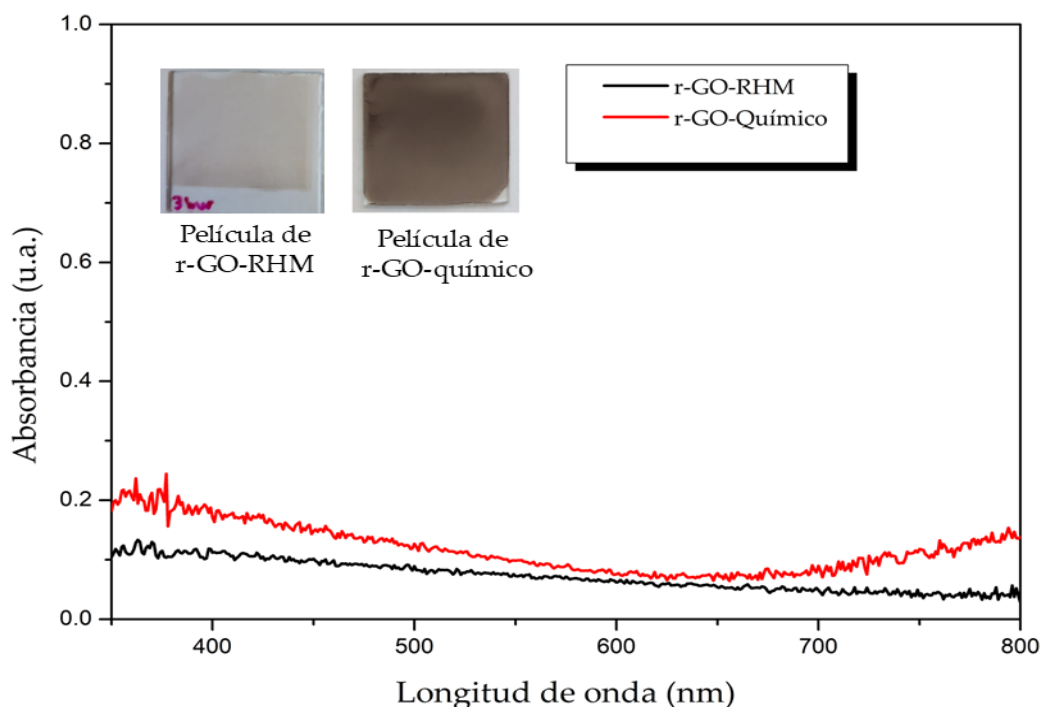 1.0
0.8
0.6
0.4
0.2
0.0
Absorbancia (u.a.)
r-GO-RHM
r-GO-Químico
Película de
r-GO-RHM
Película de
r-GO-químico
400
500
600
700
800
Longitud de onda (nm)